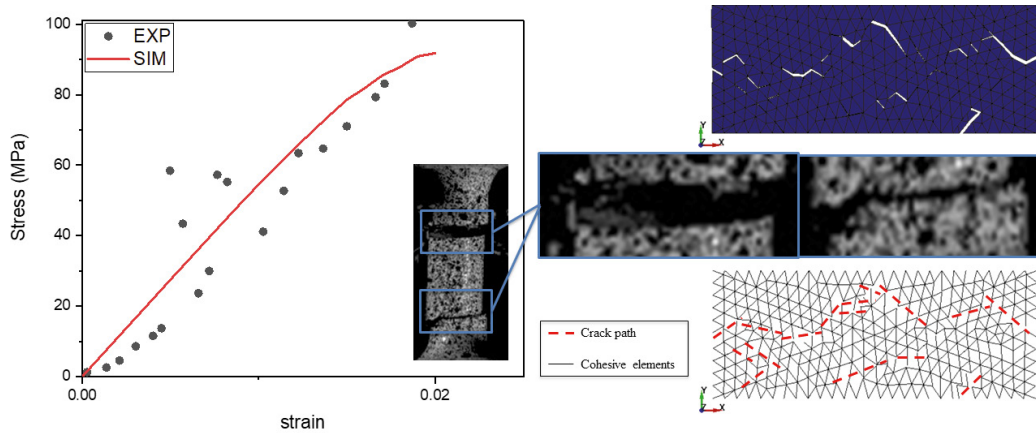 100
80
60
40
20
0
Stress (MPa)
EXP
SIM
0.00
0.02
strain
Y
Z
X
Crack path
Cohesive elements
Y
Z
X